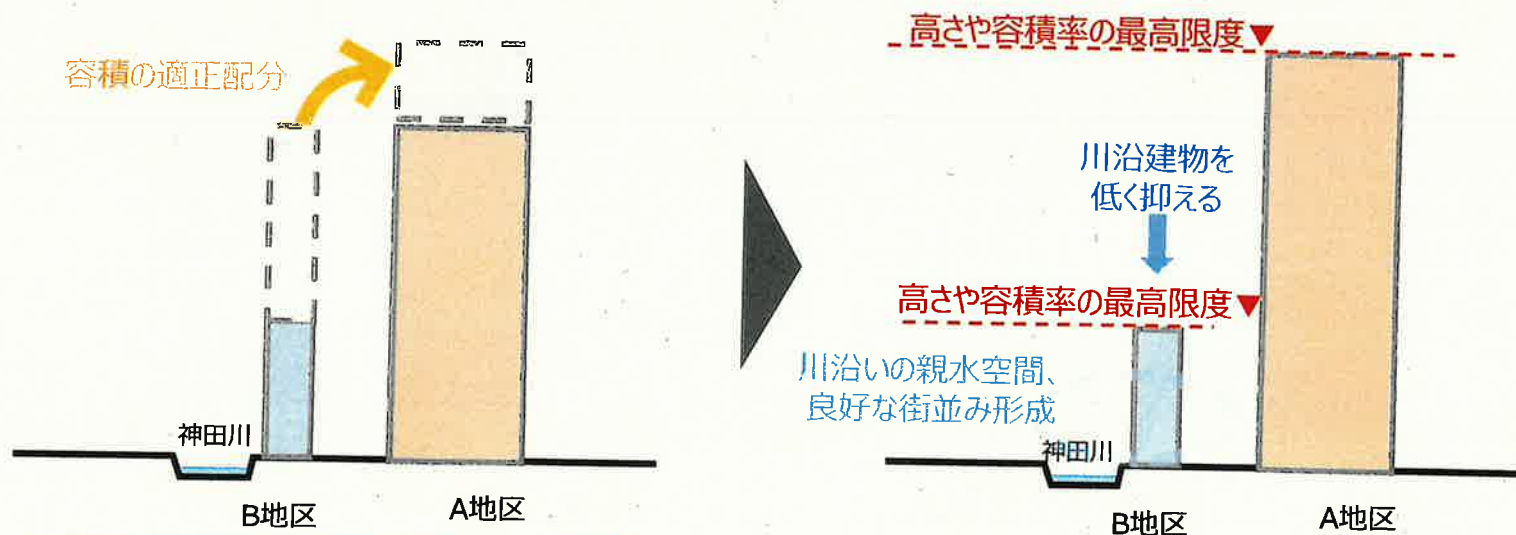 容積の適正配分
神田川
B地区
A地区
高さや容積率の最高限度▼
川沿建物を
低く抑える
高さや容積率の最高限度▼
川沿いの親水空間、
良好な街並み形成
神田川
B地区
A地区